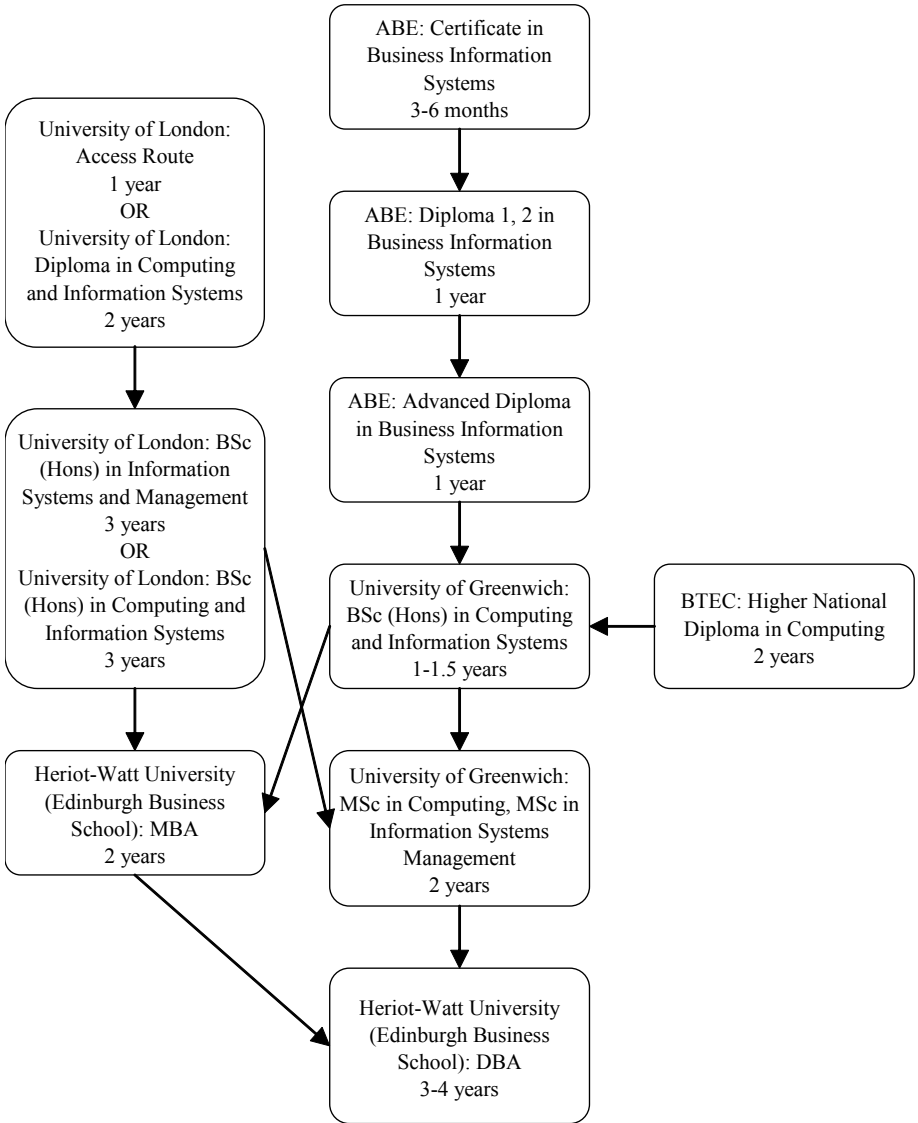 ABE: Certificate in
Business Information
Systems
3-6 months
University of London:
Access Route
1 year
OR
University of London:
Diploma in Computing
and Information Systems
2 years
ABE: Diploma 1, 2 in
Business Information
Systems
1 year
ABE: Advanced Diploma
in Business Information
Systems
1 year
University of London: BSc
(Hons) in Information
Systems and Management
3 years
OR
University of London: BSc
(Hons) in Computing and
Information Systems
3 years
University of Greenwich:
BSc (Hons) in Computing
and Information Systems
1-1.5 years
BTEC: Higher National
Diploma in Computing
2 years
Heriot-Watt University
(Edinburgh Business
School): MBA
2 years
University of Greenwich:
MSc in Computing, MSc in
Information Systems
Management
2 years
Heriot-Watt University
(Edinburgh Business
School): DBA
3-4 years